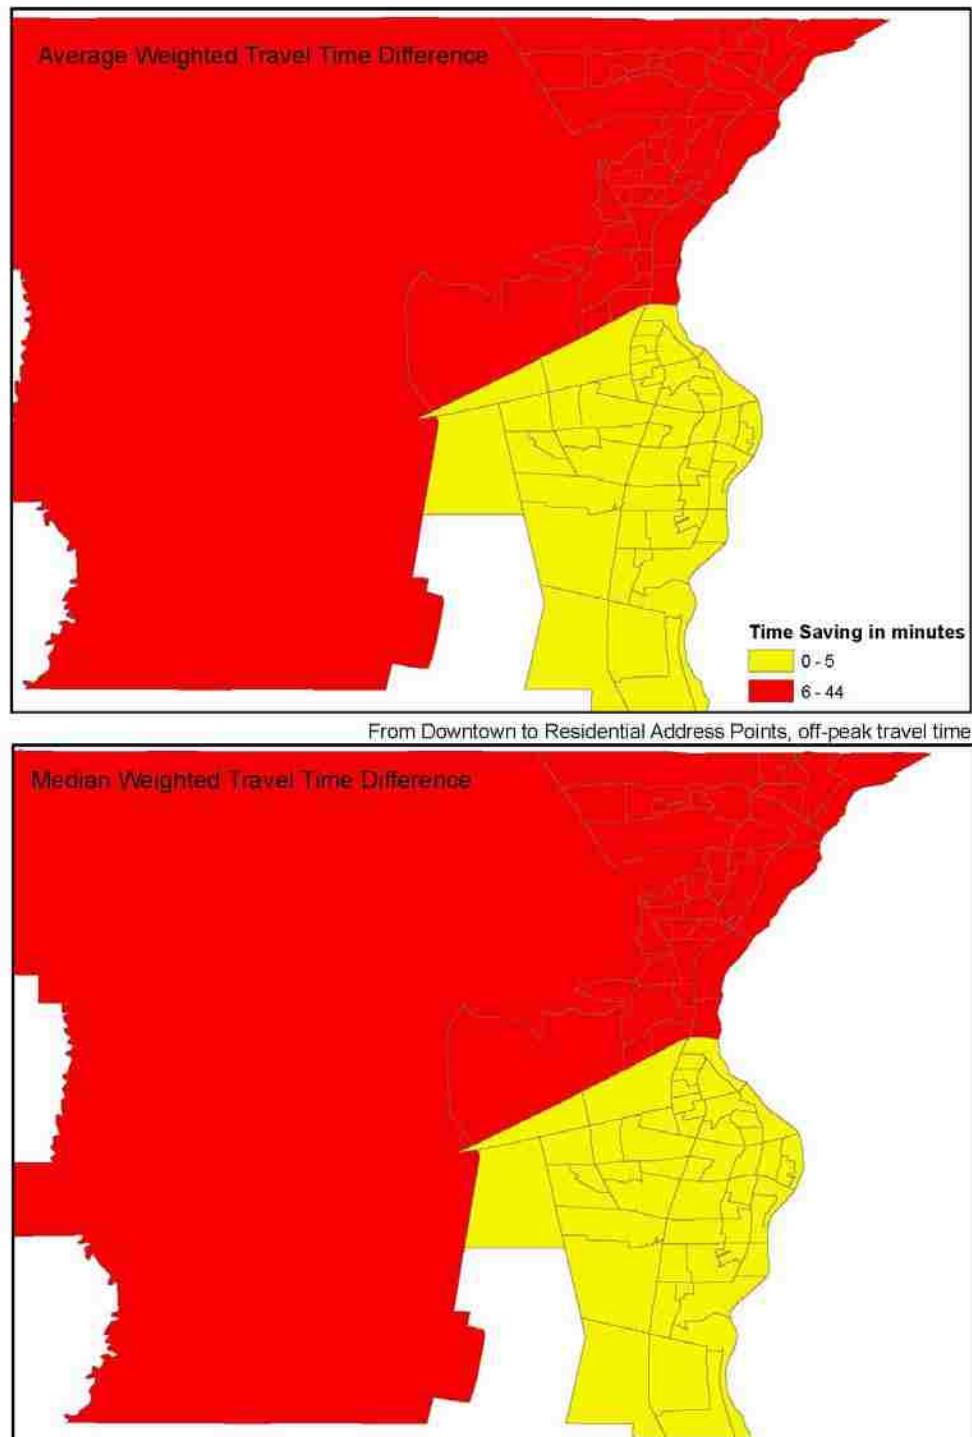 Average Weighted Travel Time Difference
Time Saving in minutes
0 - 5
6 - 44
From Downtown to Residential Address Points, off-peak travel time
Median Weighted Travel Time Difference